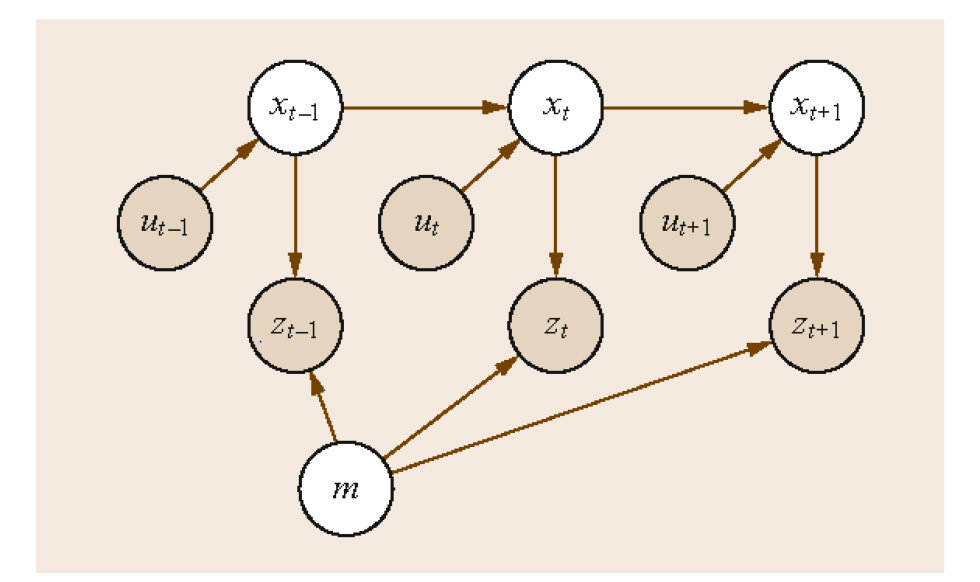 x_{t-1} x_t x_{t+1}
u_{t-1} u_t u_{t+1}
z_{t-1} z_t z_{t+1}
m